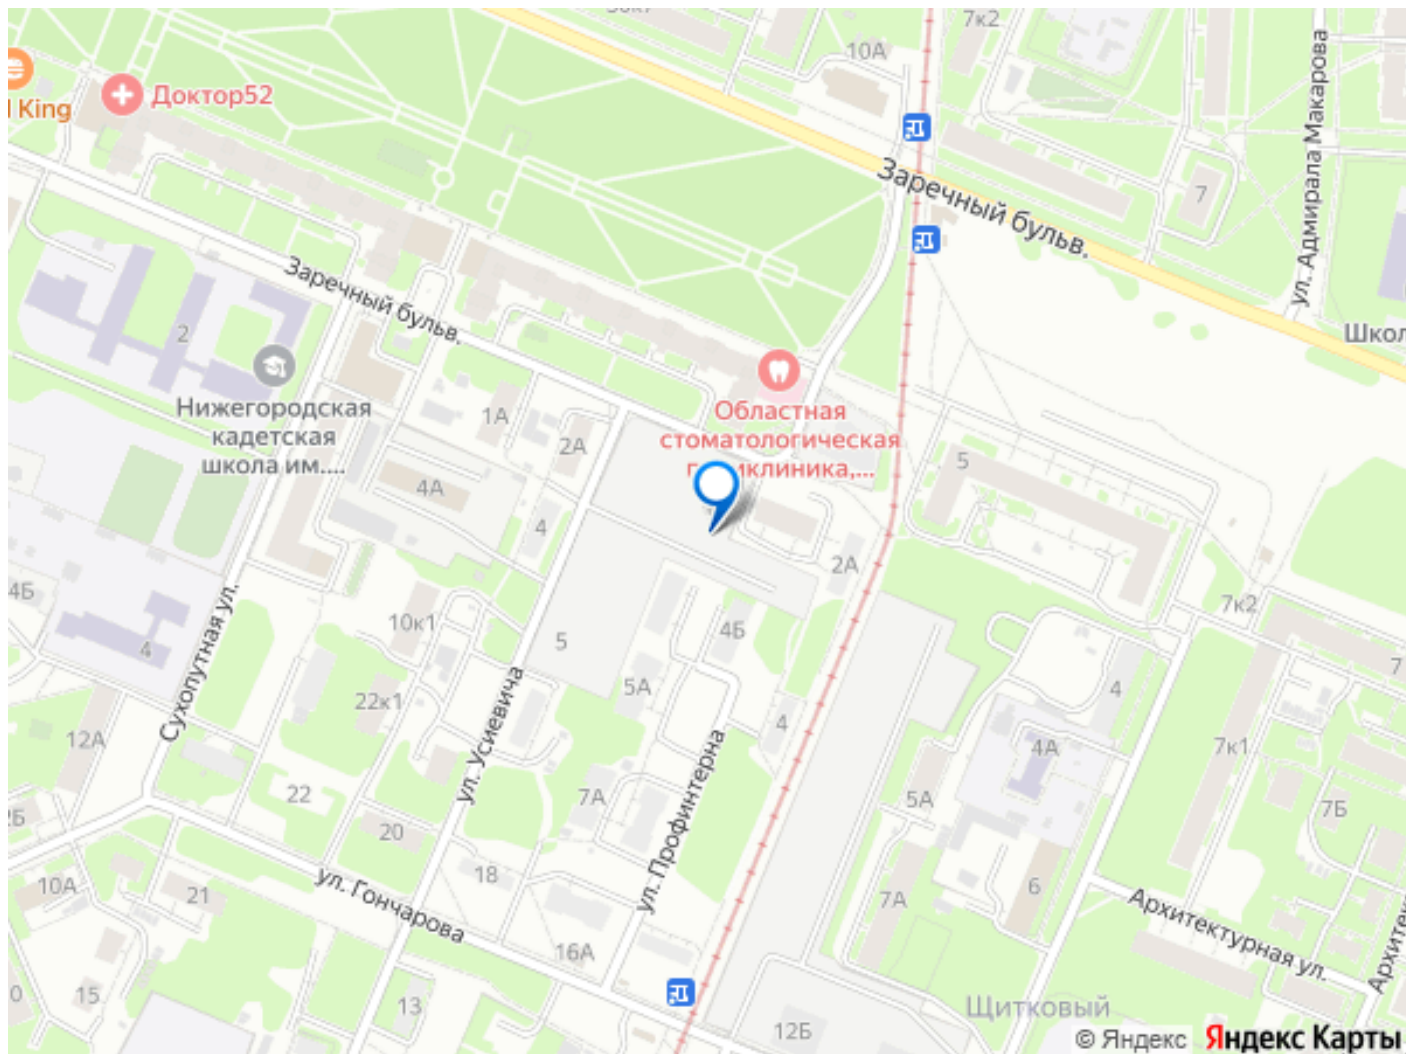 7к2
10А
ул. Адмирала Макарова
King
Доктор52
Заречный бульв.
7
Заречный бульв.
2
Школ
Нижегородская
кадетская
школа им....
1А
2А
4А
4
Областная
стоматологическая
5
2А
4Б
10к1
4
5
4Б
5А
22к1
7к2
7
4
4
Сухопутная ул.
ул. Усиевича
12А
4А
7к1
22
7А
5А
7Б
20
ул. Профинтерна
18
ул. Гончарова
10А
21
7А
6
Архитектурная ул.
16А
15
13
12Б
Щитковый
© Яндекс Яндекс Карты